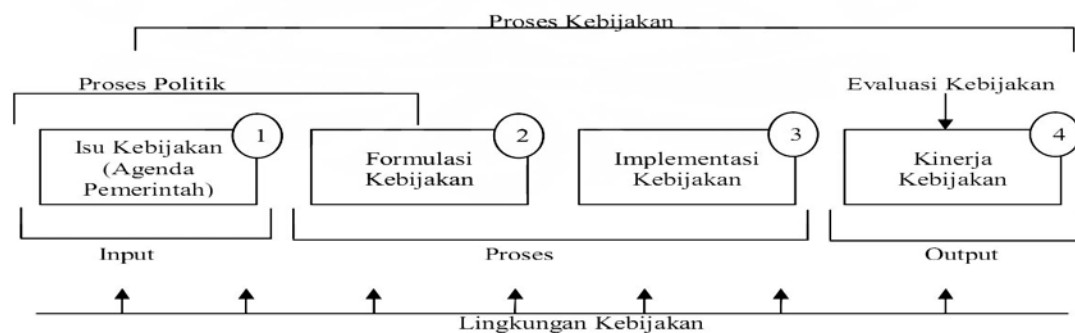 Proses Kebijakan
Proses Politik
Evaluasi Kebijakan
1
Isu Kebijakan
(Agenda
Pemerintah)
2
Formulasi
Kebijakan
3
Implementasi
Kebijakan
4
Kinerja
Kebijakan
Input
Proses
Output
Lingkungan Kebijakan